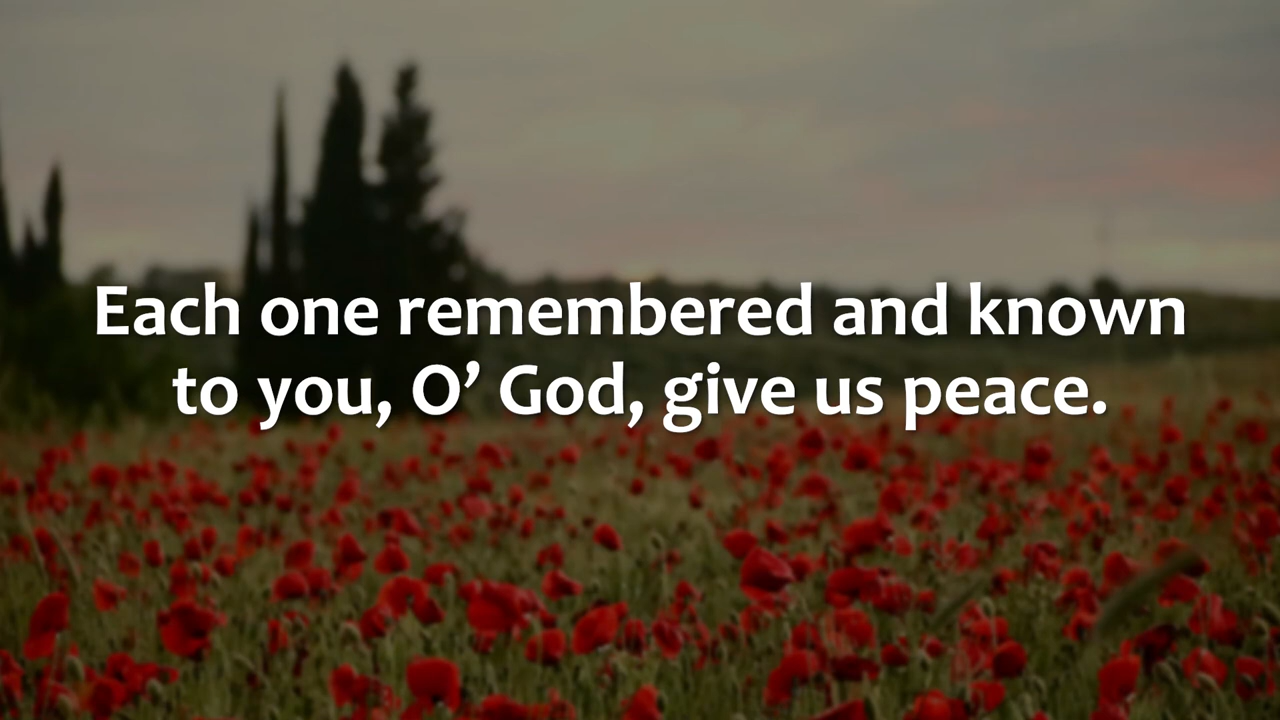 Each one remembered and known
to you, O’ God, give us peace.